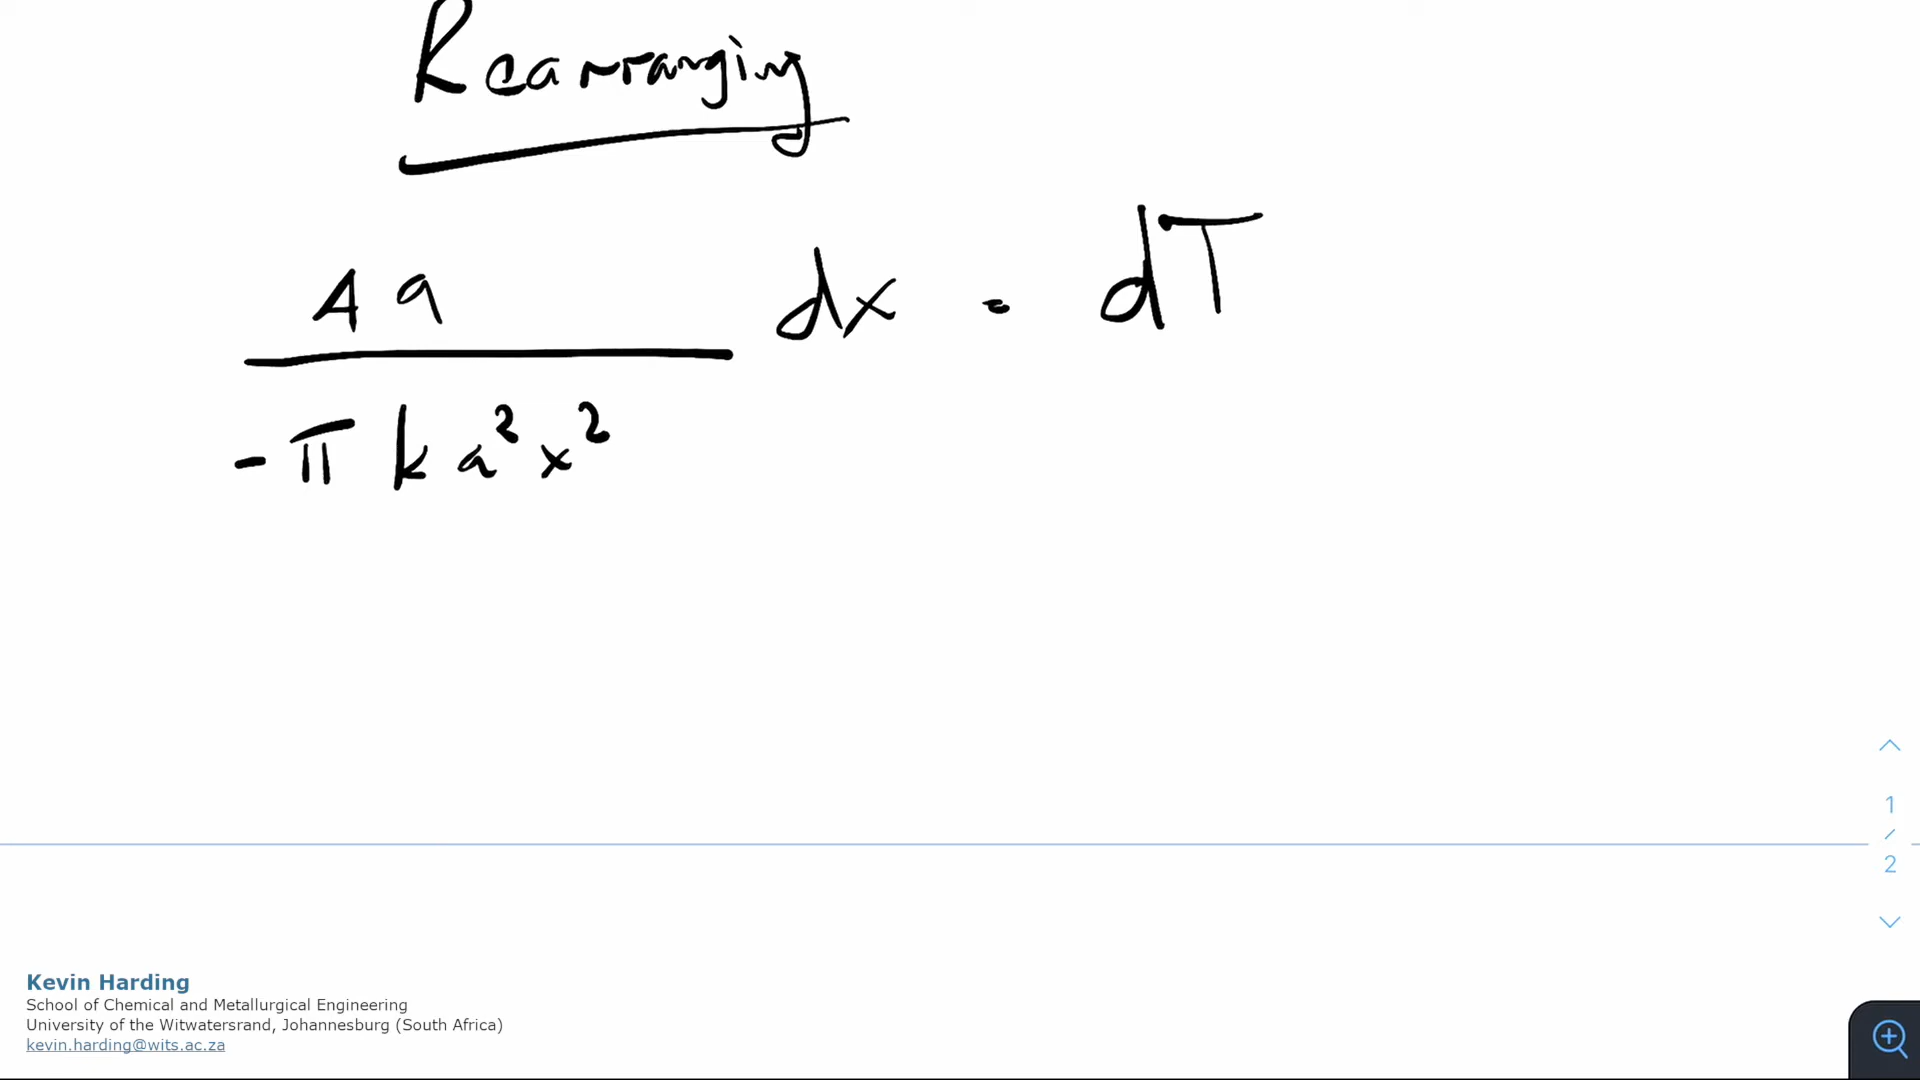 Rearranging
4q dx = dT
-π k a² x²
1
/
2
Kevin Harding
School of Chemical and Metallurgical Engineering
University of the Witwatersrand, Johannesburg (South Africa)
kevin.harding@wits.ac.za